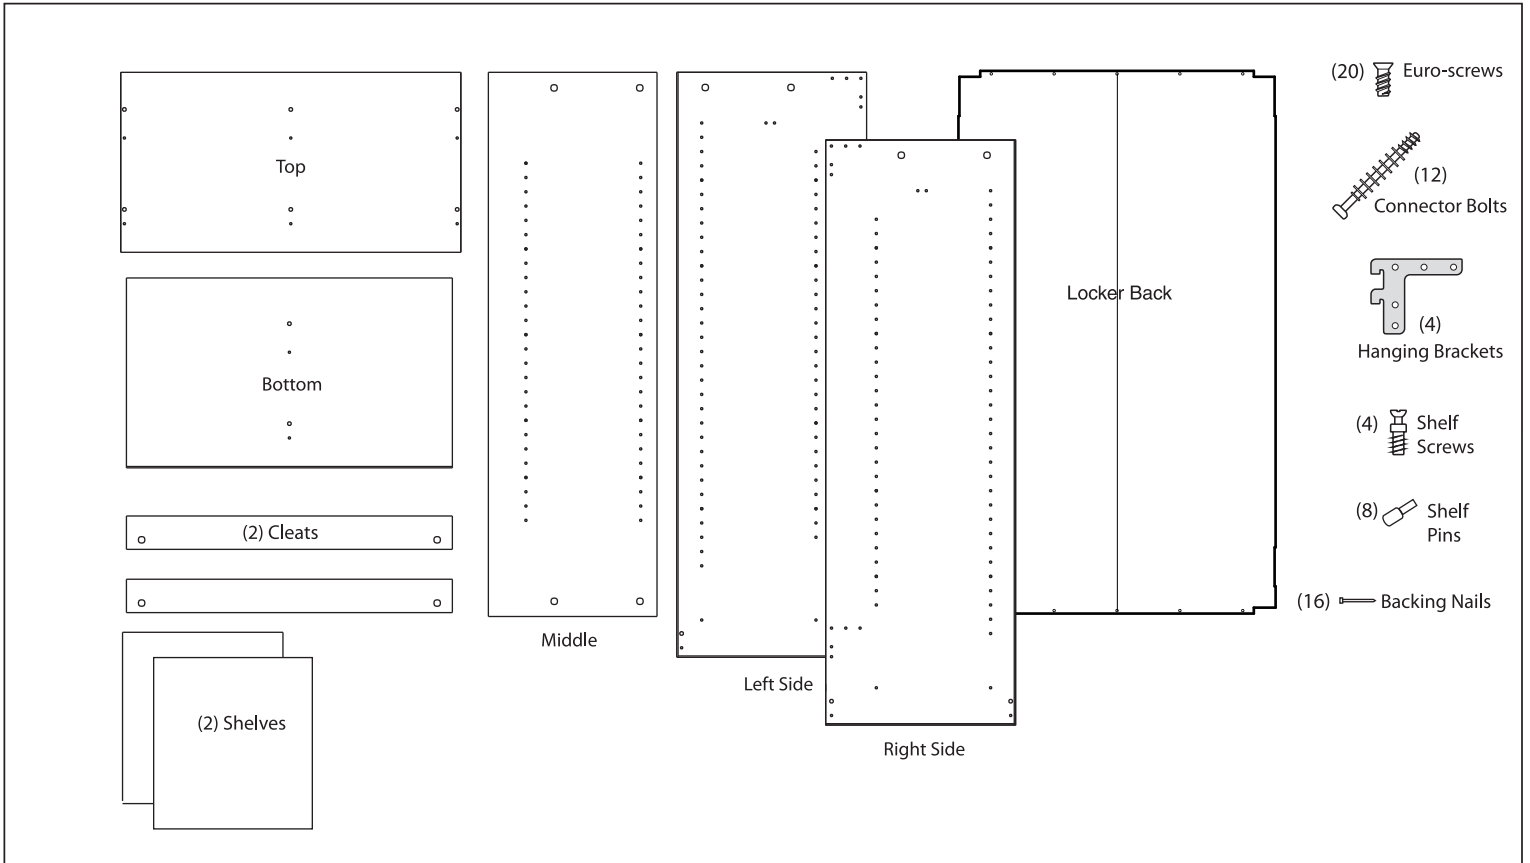 Top
Bottom
(2) Cleats
(2) Shelves
Middle
Left Side
Right Side
Locker Back
(20) Euro-screws
(12)
Connector Bolts
(4)
Hanging Brackets
(4) Shelf
Screws
(8) Shelf
Pins
(16) Backing Nails